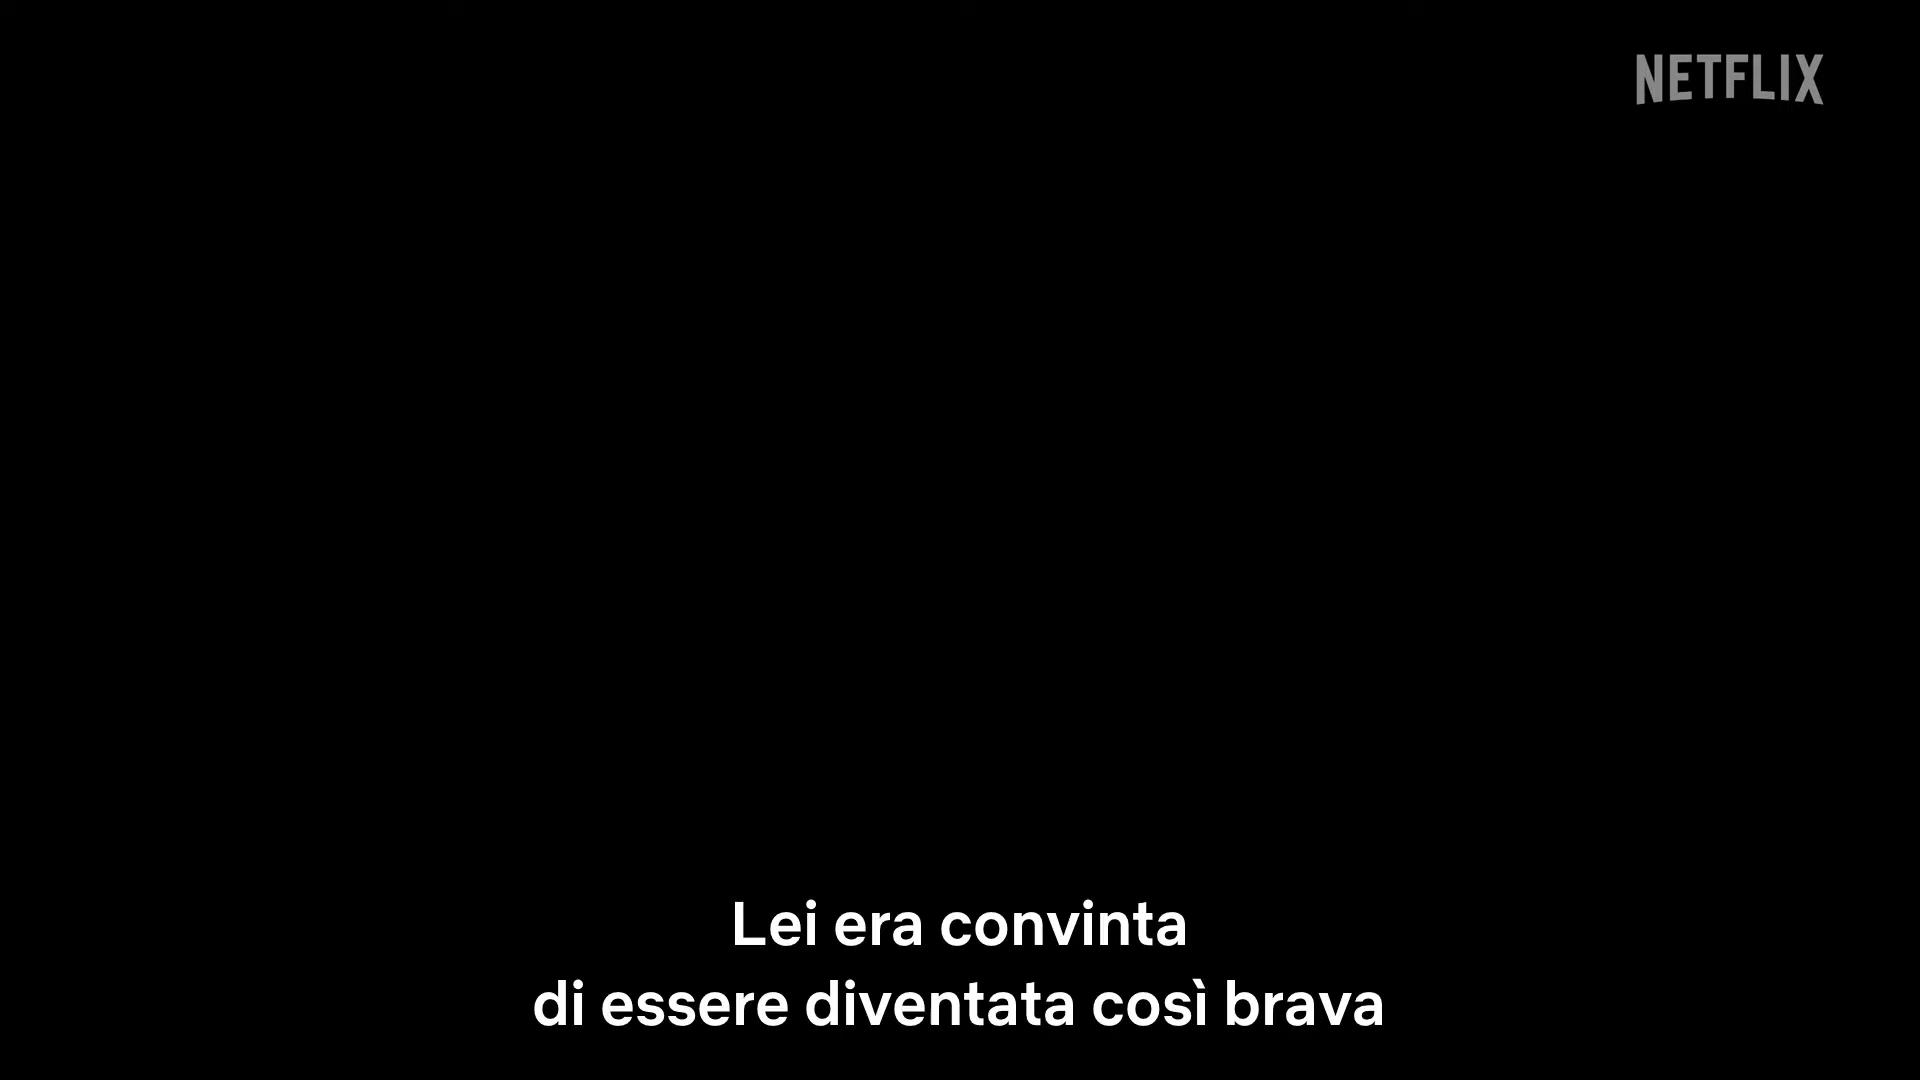 NETFLIX
Lei era convinta
di essere diventata così brava